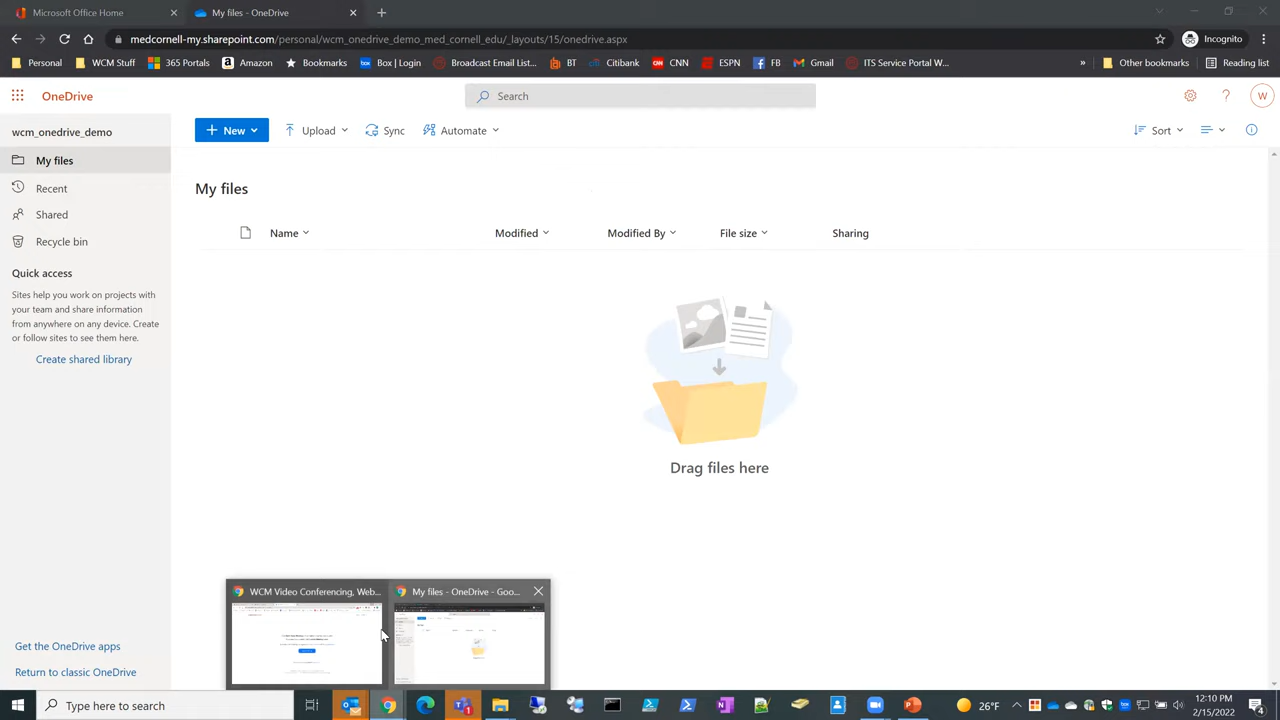 Microsoft Office Home
My files - OneDrive
medcornell-my.sharepoint.com/personal/wcm_onedrive_demo_med_cornell_edu/_layouts/15/onedrive.aspx
Incognito
Personal
WCM Stuff
365 Portals
Amazon
Bookmarks
box
Box | Login
Broadcast Medical I...
BTU
Citibank
CNN
ESPN
FB
Gmail
ITS Service Portal W...
»
Other bookmarks
Reading list
OneDrive
Search
W
wcm_onedrive_demo
+ New
Upload
Sync
Automate
Sort
My files
Recent
Shared
Recycle bin
Quick access
Sites help you work on projects with
your team and share information
from anywhere on any device. Create
or follow sites to see them here.
Create shared library
Get the OneDrive apps
Return to classic OneDrive
My files
Name
Modified
Modified By
File size
Sharing
Drag files here
WCM Video Conferencing, Web...
My files - OneDrive - Goo...
Type here to search
1
26°F
12:10 PM
2/15/2022
4